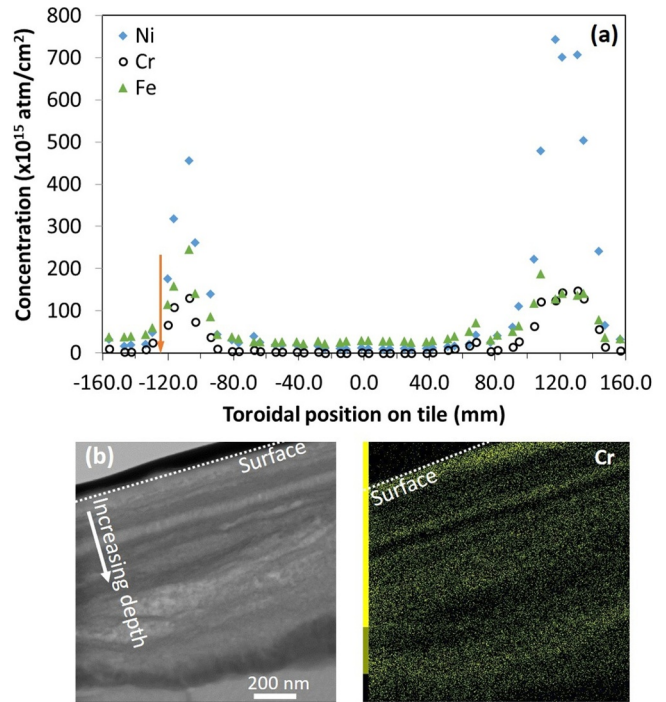 (a)
Ni
Cr
Fe
Concentration (x10¹⁵ atm/cm²)
800
700
600
500
400
300
200
100
0
-160.0 -120.0 -80.0 -40.0 0.0 40.0 80.0 120.0 160.0
Toroidal position on tile (mm)
(b)
Surface
Increasing depth
200 nm
Cr
Surface